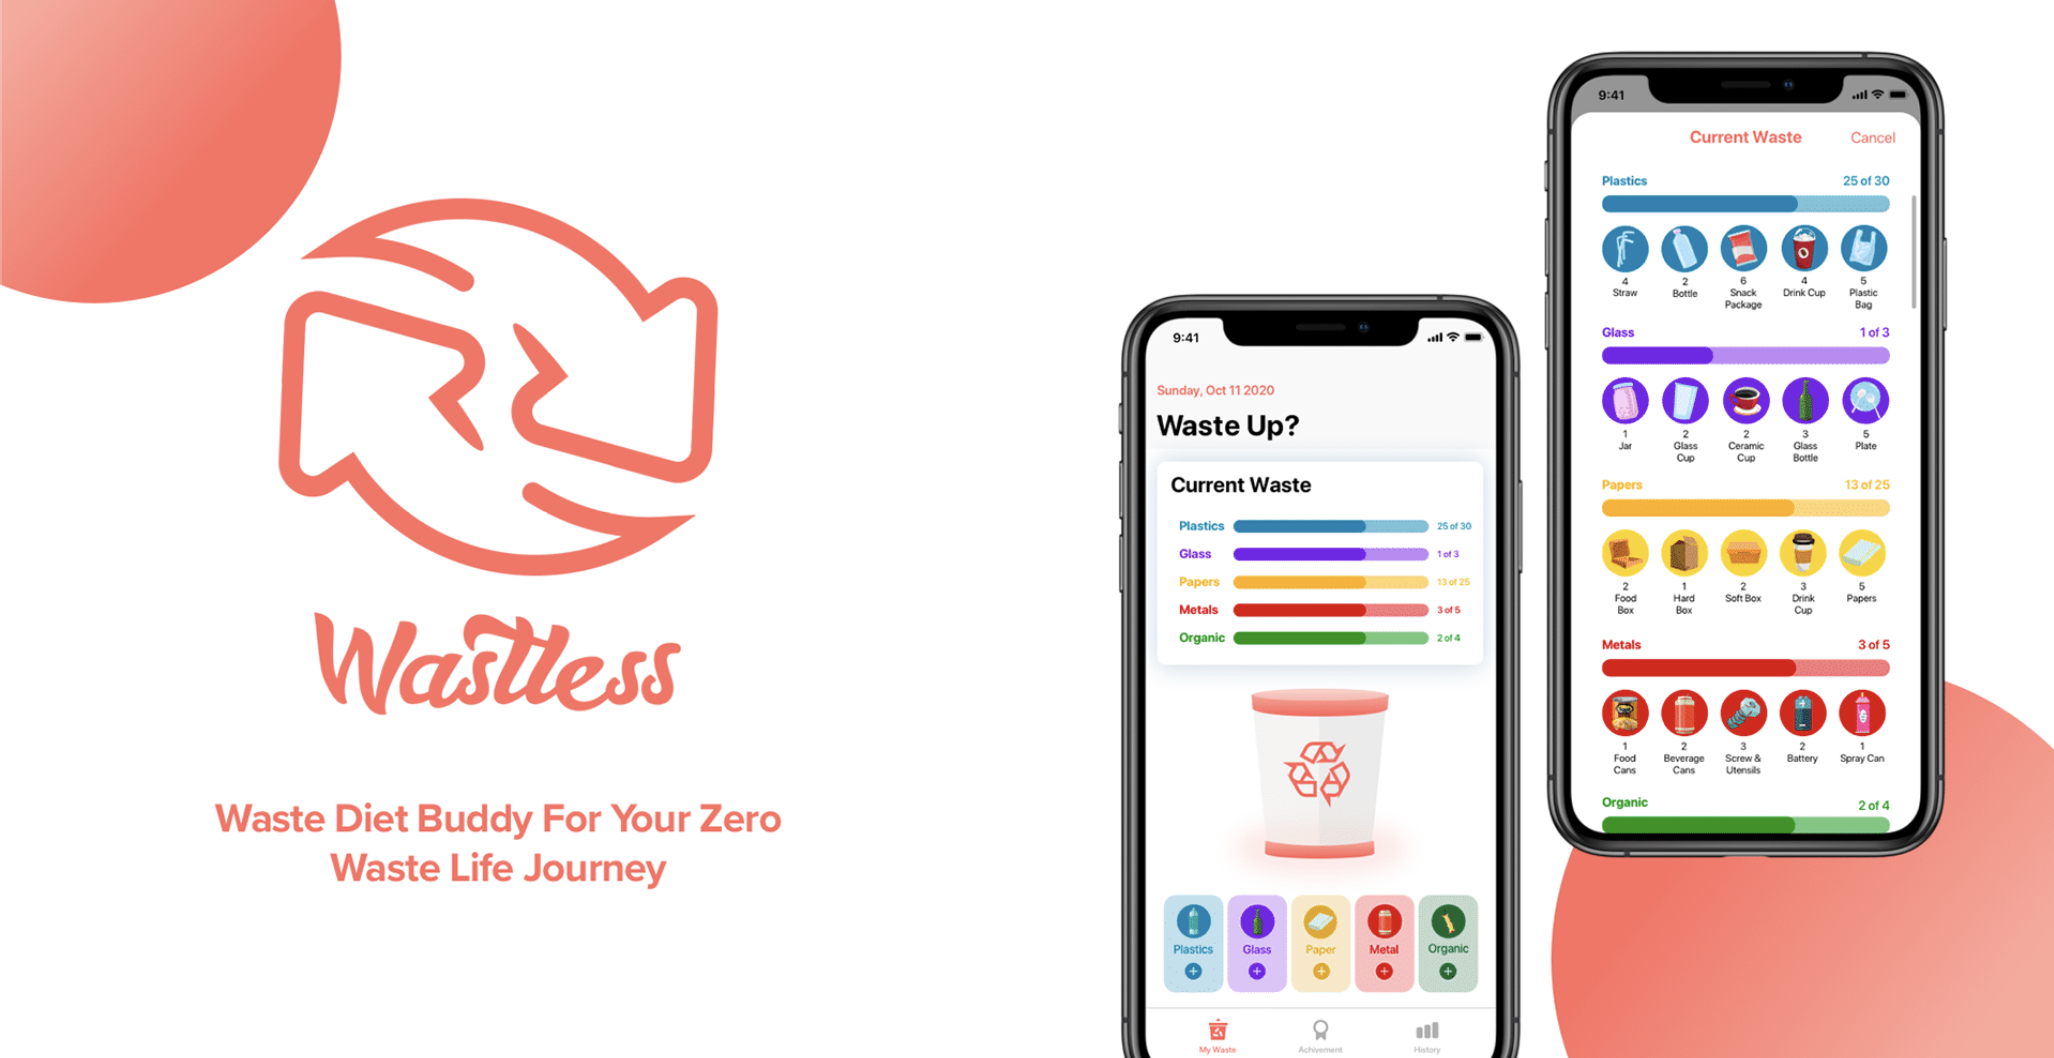 Wastless
Waste Diet Buddy For Your Zero
Waste Life Journey
9:41
Sunday, Oct 11 2020
Waste Up?
Current Waste
Plastics 25 of 30
Glass 1 of 3
Papers 13 of 25
Metals 3 of 5
Organic 2 of 4
Plastics Glass Paper Metal Organic
My Waste Achivement History
9:41
Current Waste Cancel
Plastics 25 of 30
4 2 6 4 5
Straw Bottle Snack Drink Cup Plastic
Package Bag
Glass 1 of 3
1 2 2 3 5
Jar Glass Ceramic Glass Plate
Cup Cup Bottle
Papers 13 of 25
2 1 2 3 5
Food Hard Soft Box Drink Papers
Box Box Cup
Metals 3 of 5
1 2 3 2 1
Food Beverage Screw & Battery Spray Can
Cans Cans Utensils
Organic 2 of 4